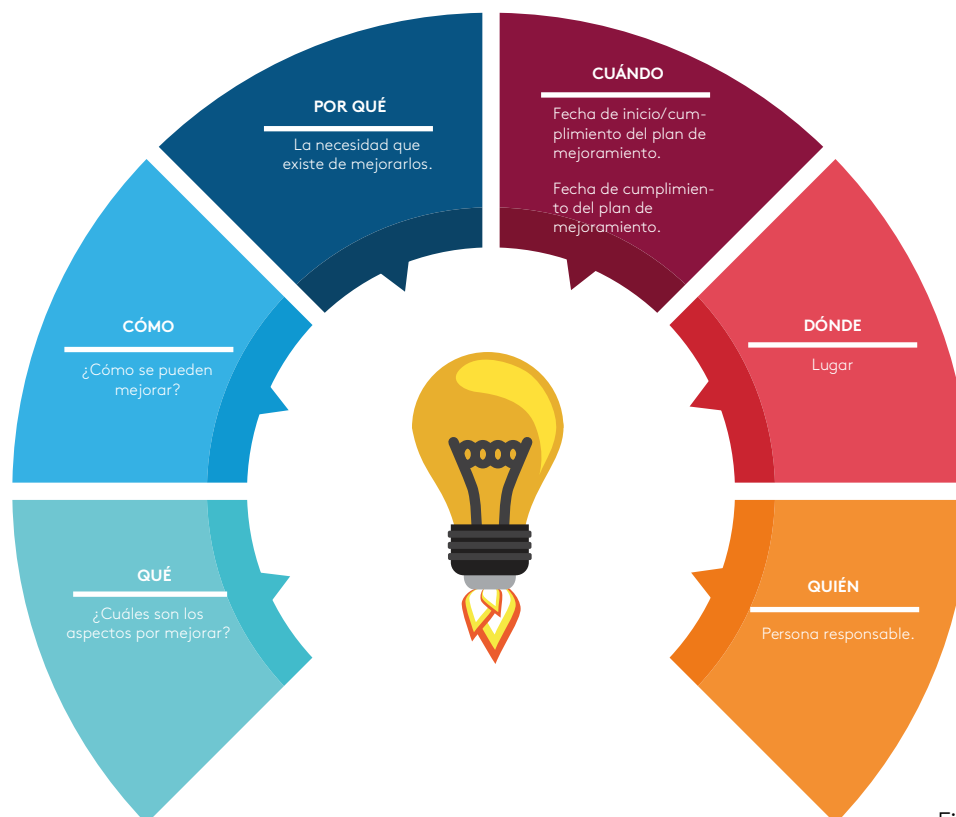 QUÉ
¿Cuáles son los
aspectos por mejorar?
CÓMO
¿Cómo se pueden
mejorar?
POR QUÉ
La necesidad que
existe de mejorarlos.
CUÁNDO
Fecha de inicio/cum-
plimiento del plan de
mejoramiento.
Fecha de cumplimien-
to del plan de
mejoramiento.
DÓNDE
Lugar
QUIÉN
Persona responsable.